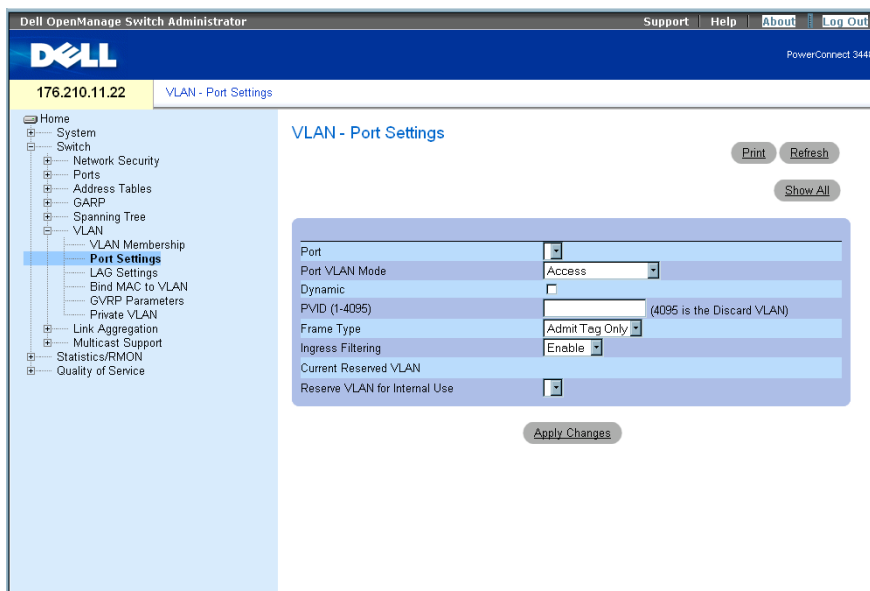 Dell OpenManage Switch Administrator
Support Help About Log Out
DELL
PowerConnect 344
176.210.11.22
VLAN - Port Settings
Home
System
Switch
Network Security
Ports
Address Tables
GARP
Spanning Tree
VLAN
VLAN Membership
Port Settings
LAG Settings
Bind MAC to VLAN
GVRP Parameters
Private VLAN
Link Aggregation
Multicast Support
Statistics/RMON
Quality of Service
VLAN - Port Settings
Print Refresh
Show All
Port
Port VLAN Mode Access
Dynamic
PVID (1-4095) (4095 is the Discard VLAN)
Frame Type Admit Tag Only
Ingress Filtering Enable
Current Reserved VLAN
Reserve VLAN for Internal Use
Apply Changes